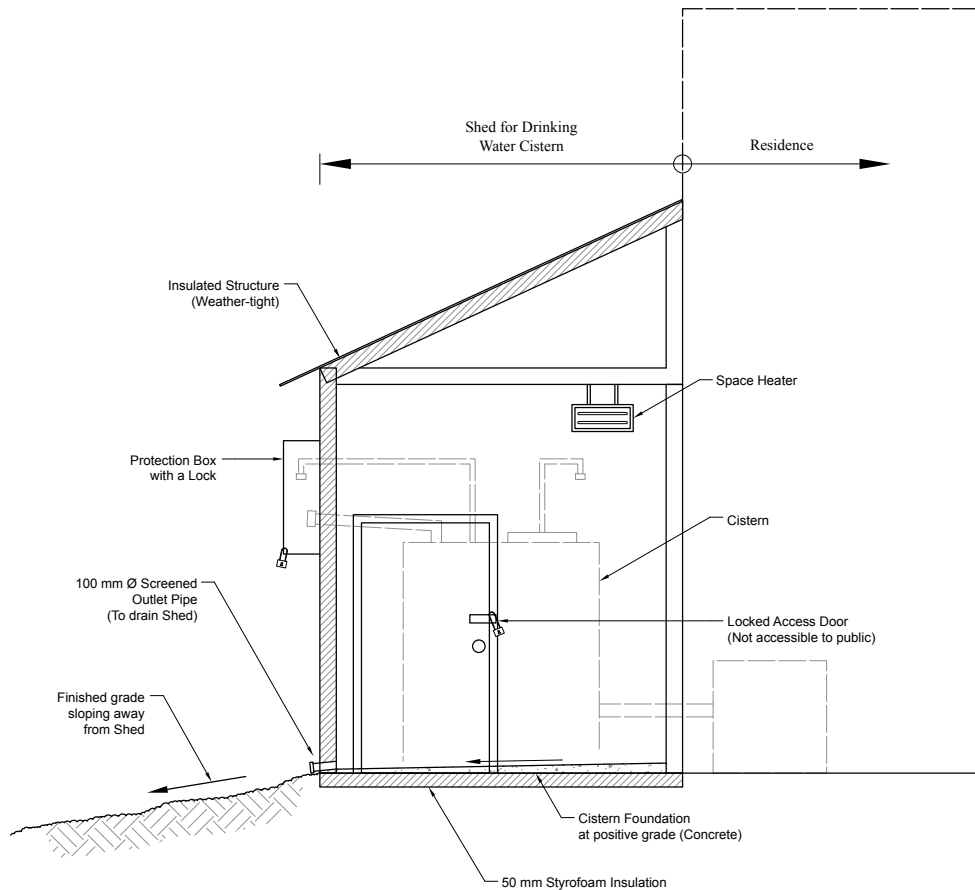 Shed for Drinking
Water Cistern
Residence
Insulated Structure
(Weather-tight)
Space Heater
Protection Box
with a Lock
Cistern
100 mm Ø Screened
Outlet Pipe
(To drain Shed)
Locked Access Door
(Not accessible to public)
Finished grade
sloping away
from Shed
Cistern Foundation
at positive grade (Concrete)
50 mm Styrofoam Insulation